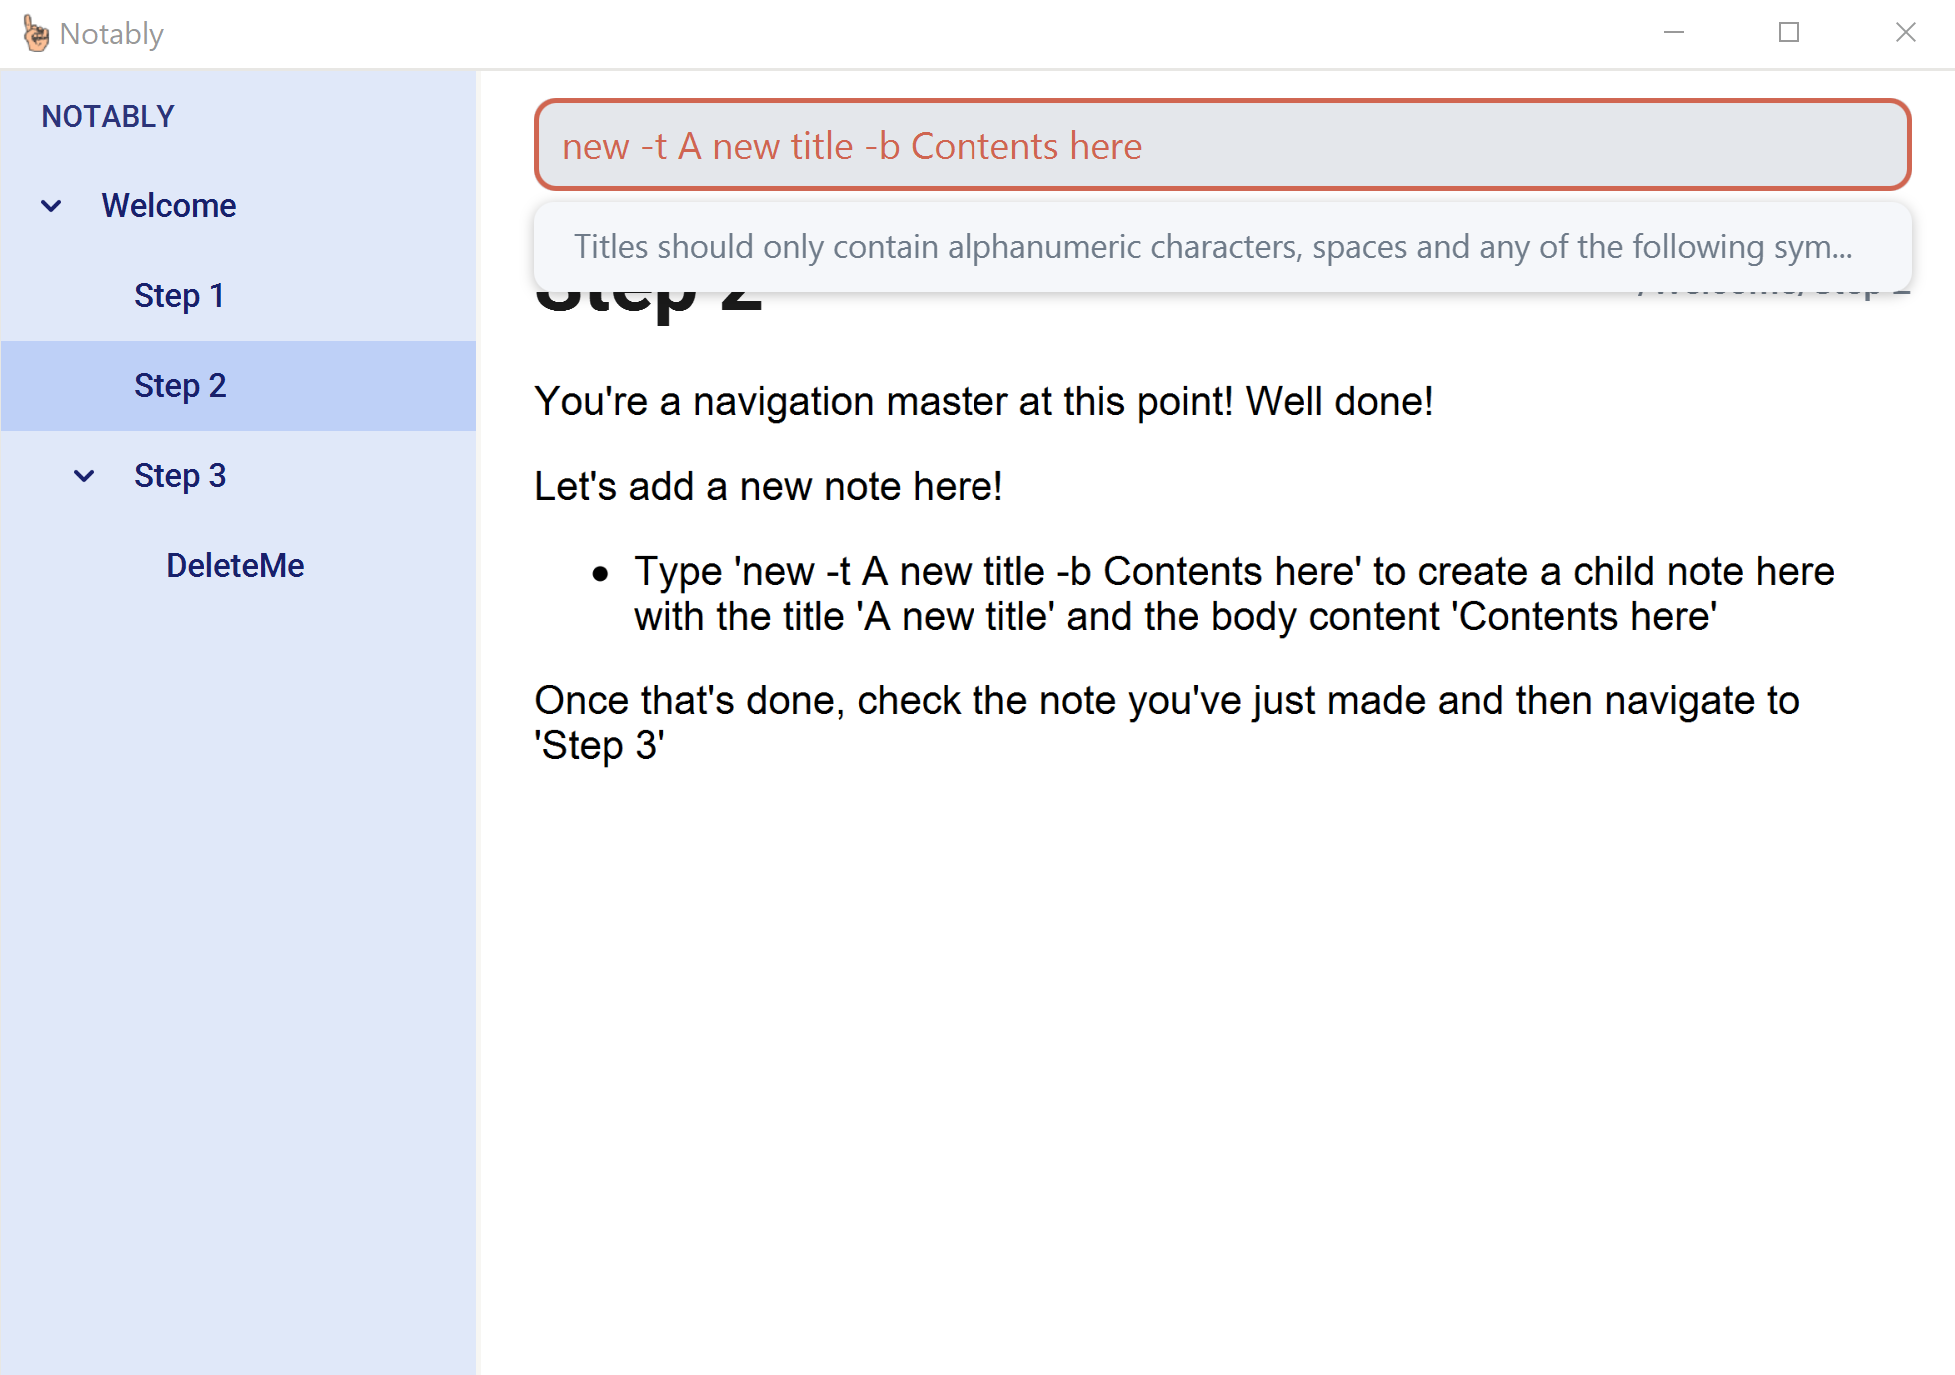 Notably
NOTABLY
Welcome
Step 1
Step 2
Step 3
DeleteMe
new -t A new title -b Contents here
Titles should only contain alphanumeric characters, spaces and any of the following sym...
Step 2
/Welcome/Step 2
You're a navigation master at this point! Well done!
Let's add a new note here!
• Type 'new -t A new title -b Contents here' to create a child note here
with the title 'A new title' and the body content 'Contents here'
Once that's done, check the note you've just made and then navigate to
'Step 3'